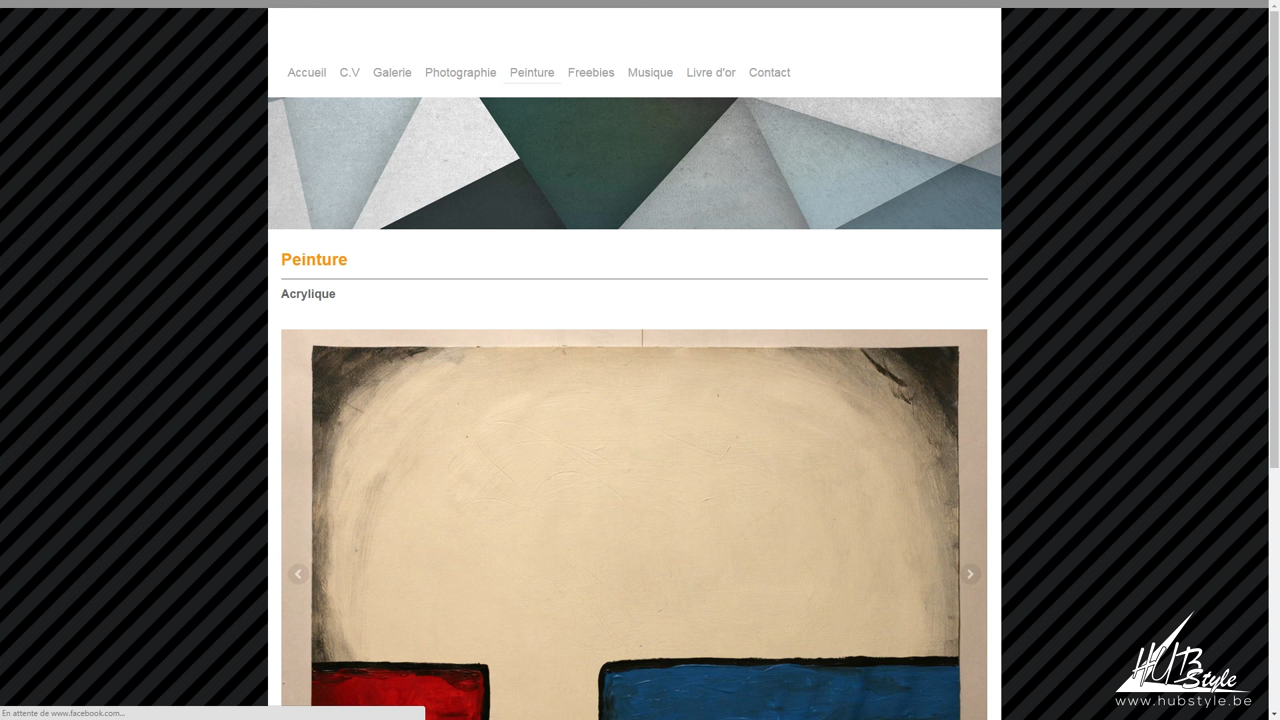 Accueil C.V Galerie Photographie Peinture Freebies Musique Livre d'or Contact
Peinture
Acrylique
HUB Style
www.hubstyle.be
En attente de www.facebook.com...